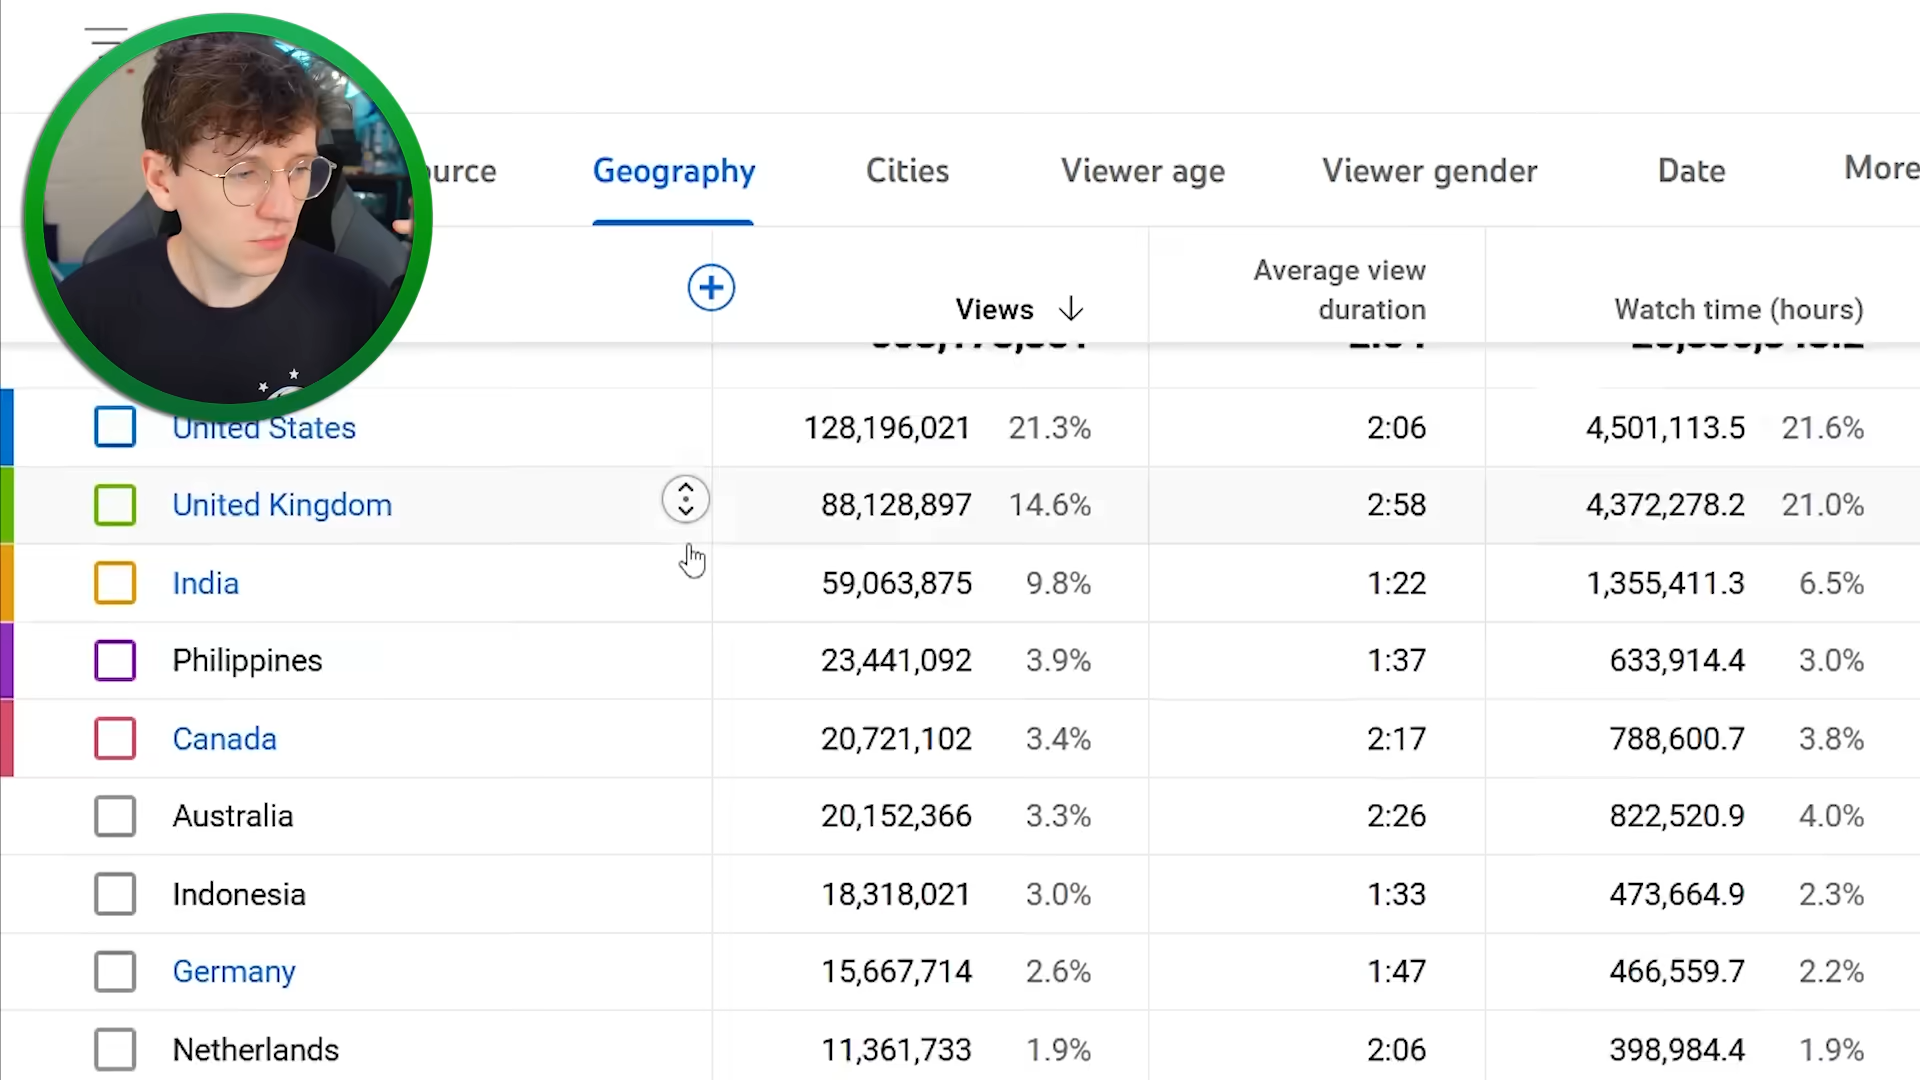 Geography Cities Viewer age Viewer gender Date More
Average view
Views duration Watch time (hours)
United States 128,196,021 21.3% 2:06 4,501,113.5 21.6%
United Kingdom 88,128,897 14.6% 2:58 4,372,278.2 21.0%
India 59,063,875 9.8% 1:22 1,355,411.3 6.5%
Philippines 23,441,092 3.9% 1:37 633,914.4 3.0%
Canada 20,721,102 3.4% 2:17 788,600.7 3.8%
Australia 20,152,366 3.3% 2:26 822,520.9 4.0%
Indonesia 18,318,021 3.0% 1:33 473,664.9 2.3%
Germany 15,667,714 2.6% 1:47 466,559.7 2.2%
Netherlands 11,361,733 1.9% 2:06 398,984.4 1.9%